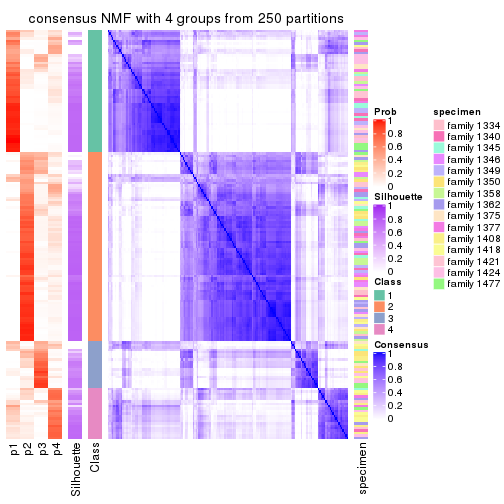 consensus NMF with 4 groups from 250 partitions
p1
p2
p3
p4
Silhouette
Class
specimen
Prob
1
0.8
0.6
0.4
0.2
0
Silhouette
1
0.8
0.6
0.4
0.2
0
Class
1
2
3
4
Consensus
1
0.8
0.6
0.4
0.2
0
specimen
family 1334
family 1340
family 1345
family 1346
family 1349
family 1350
family 1358
family 1362
family 1375
family 1377
family 1408
family 1418
family 1421
family 1424
family 1477